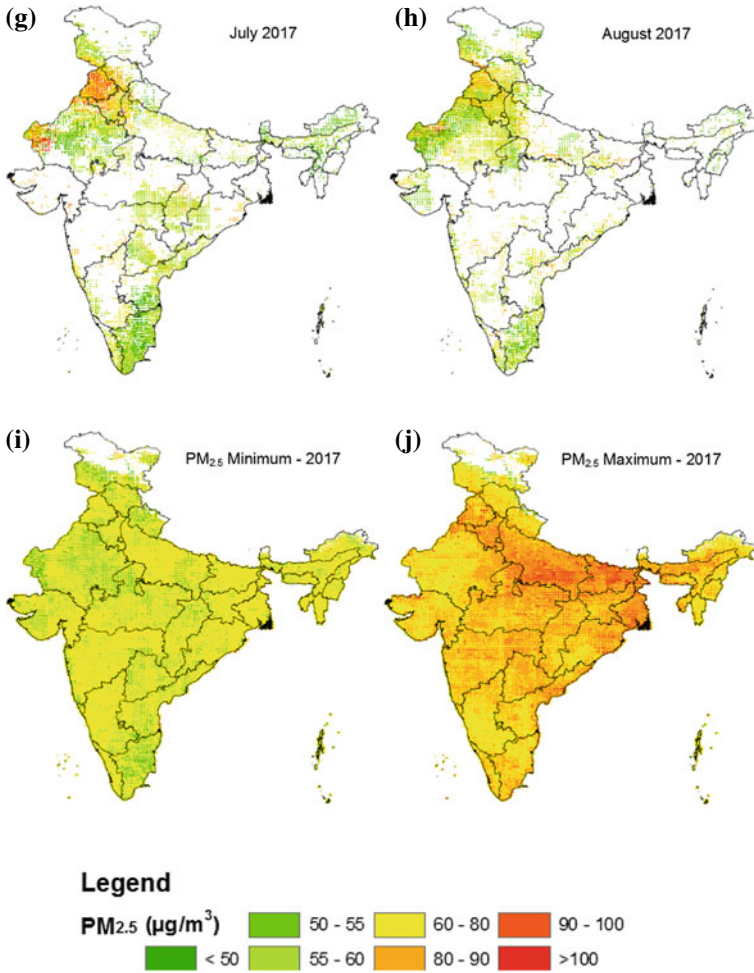 (g) July 2017
(h) August 2017
(i) PM2.5 Minimum - 2017
(j) PM2.5 Maximum - 2017
Legend
PM2.5 (µg/m³)
50 - 55
60 - 80
90 - 100
< 50
55 - 60
80 - 90
>100